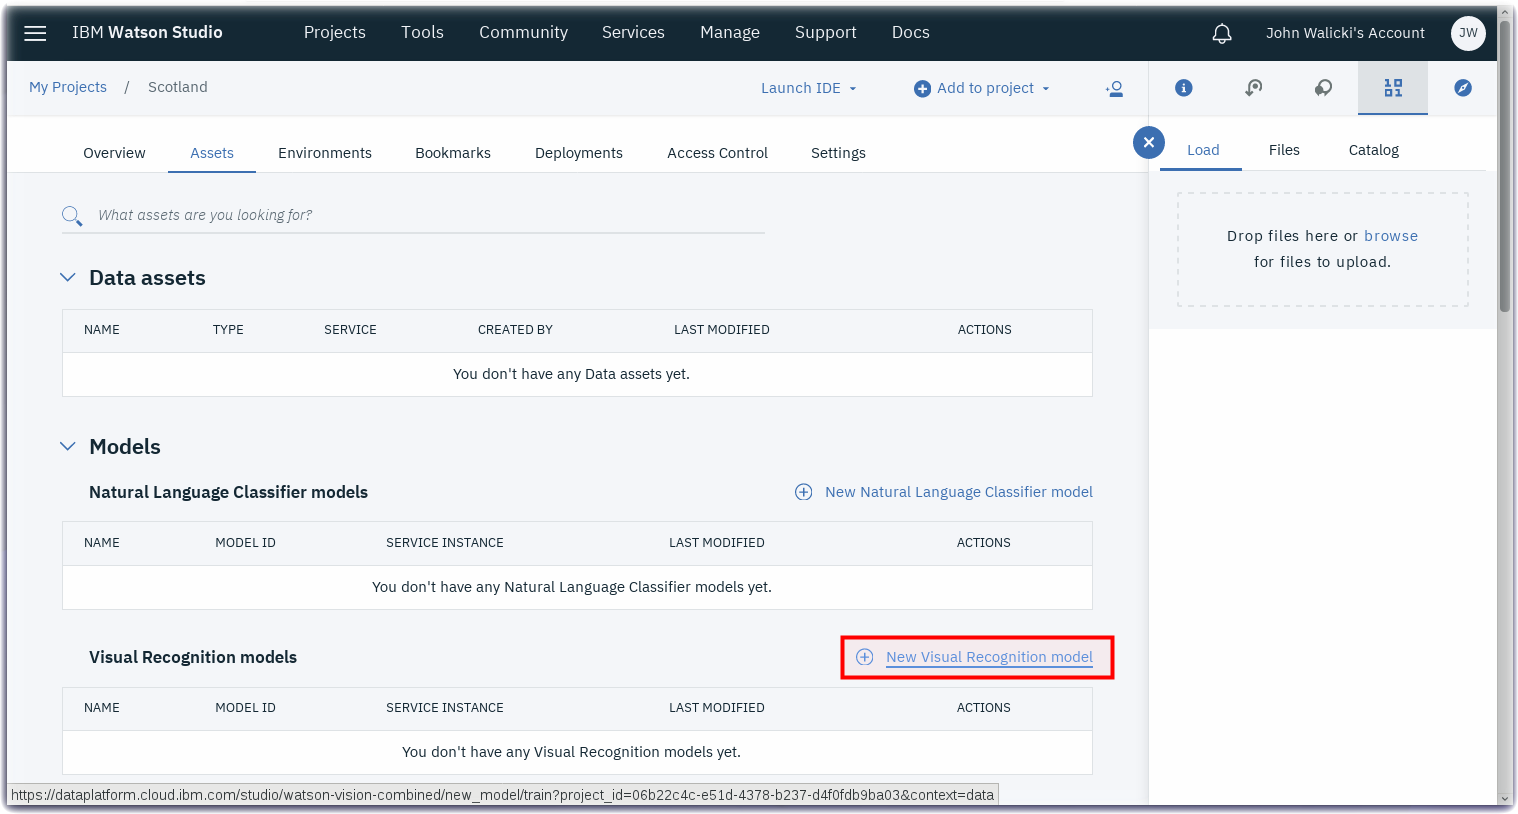 IBM Watson Studio Projects Tools Community Services Manage Support Docs John Walicki's Account JW
My Projects / Scotland Launch IDE Add to project
Overview Assets Environments Bookmarks Deployments Access Control Settings
Load Files Catalog
What assets are you looking for?
Drop files here or browse
for files to upload.
Data assets
NAME TYPE SERVICE CREATED BY LAST MODIFIED ACTIONS
You don't have any Data assets yet.
Models
Natural Language Classifier models New Natural Language Classifier model
NAME MODEL ID SERVICE INSTANCE LAST MODIFIED ACTIONS
You don't have any Natural Language Classifier models yet.
Visual Recognition models New Visual Recognition model
NAME MODEL ID SERVICE INSTANCE LAST MODIFIED ACTIONS
You don't have any Visual Recognition models yet.
https://dataplatform.cloud.ibm.com/studio/watson-vision-combined/new_model/train?project_id=06b22c4c-e51d-4378-b237-d4f0fdb9ba03&context=data